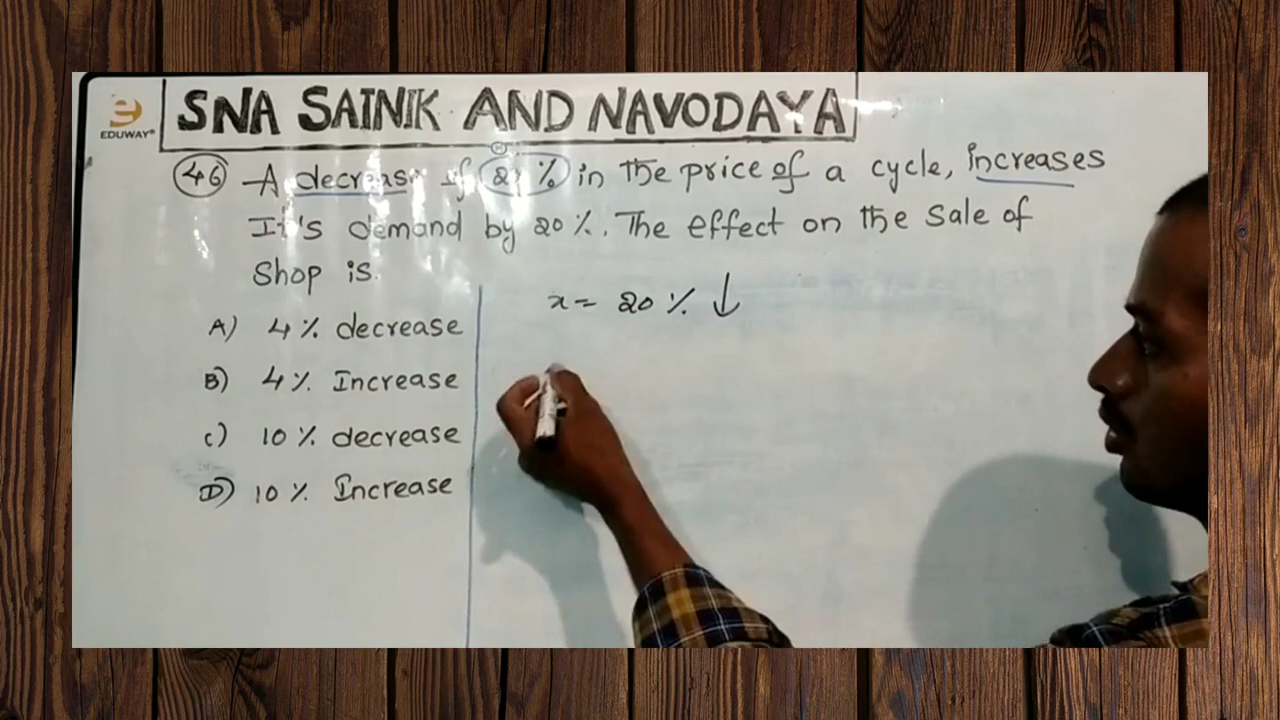 SNA SAINIK AND NAVODAYA
EDUWAY®
46 A decrease of 20 % in the price of a cycle, increases
It's demand by 20 %. The effect on the sale of
Shop is.
x = 20 % ↓
A) 4 % decrease
B) 4 % Increase
C) 10 % decrease
D) 10 % Increase